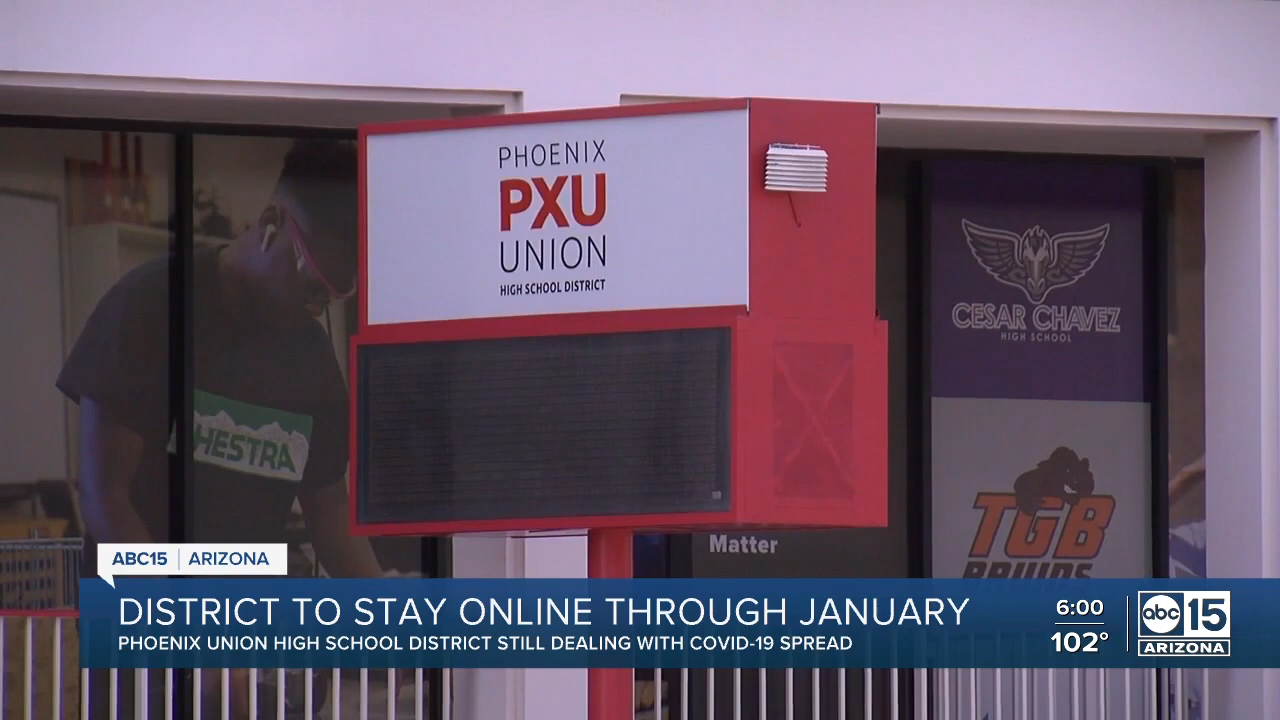 PHOENIX
PXU
UNION
HIGH SCHOOL DISTRICT
CESAR CHAVEZ
HIGH SCHOOL
HESTRA
TGB
BRUINS
Matter
ABC15 | ARIZONA
DISTRICT TO STAY ONLINE THROUGH JANUARY
PHOENIX UNION HIGH SCHOOL DISTRICT STILL DEALING WITH COVID-19 SPREAD
6:00
102°
abc 15
ARIZONA